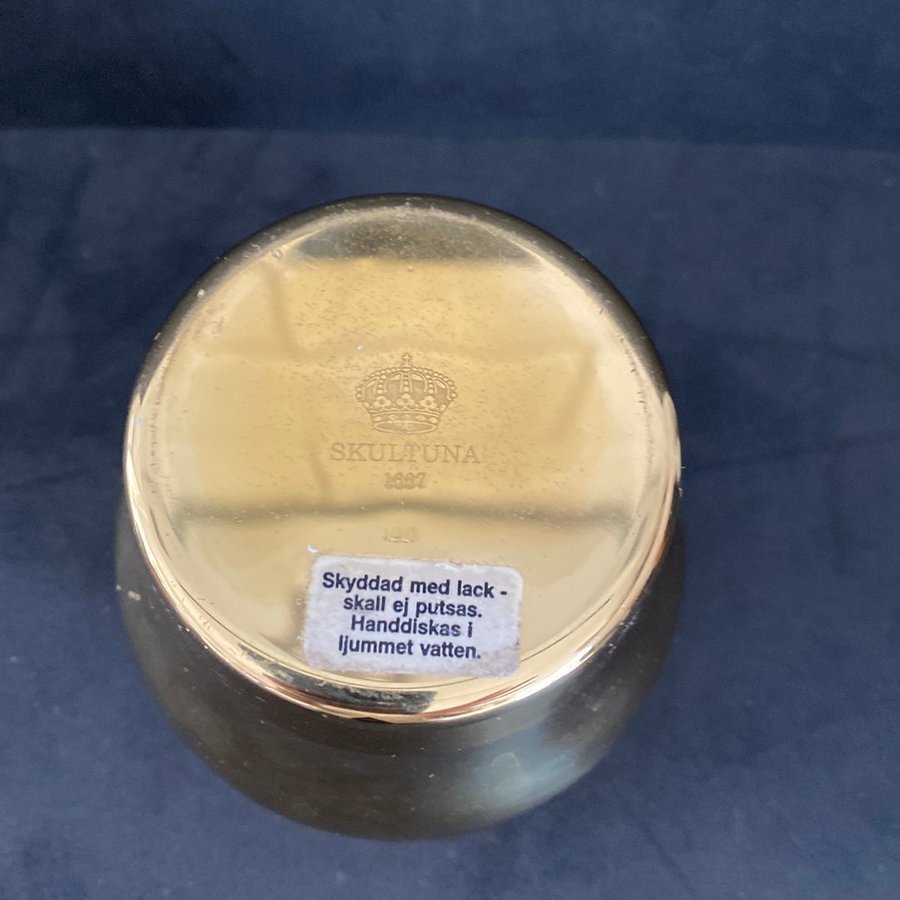 SKULTUNA
1607
Skyddad med lack -
skall ej putsas.
Handdiskas i
ljummet vatten.